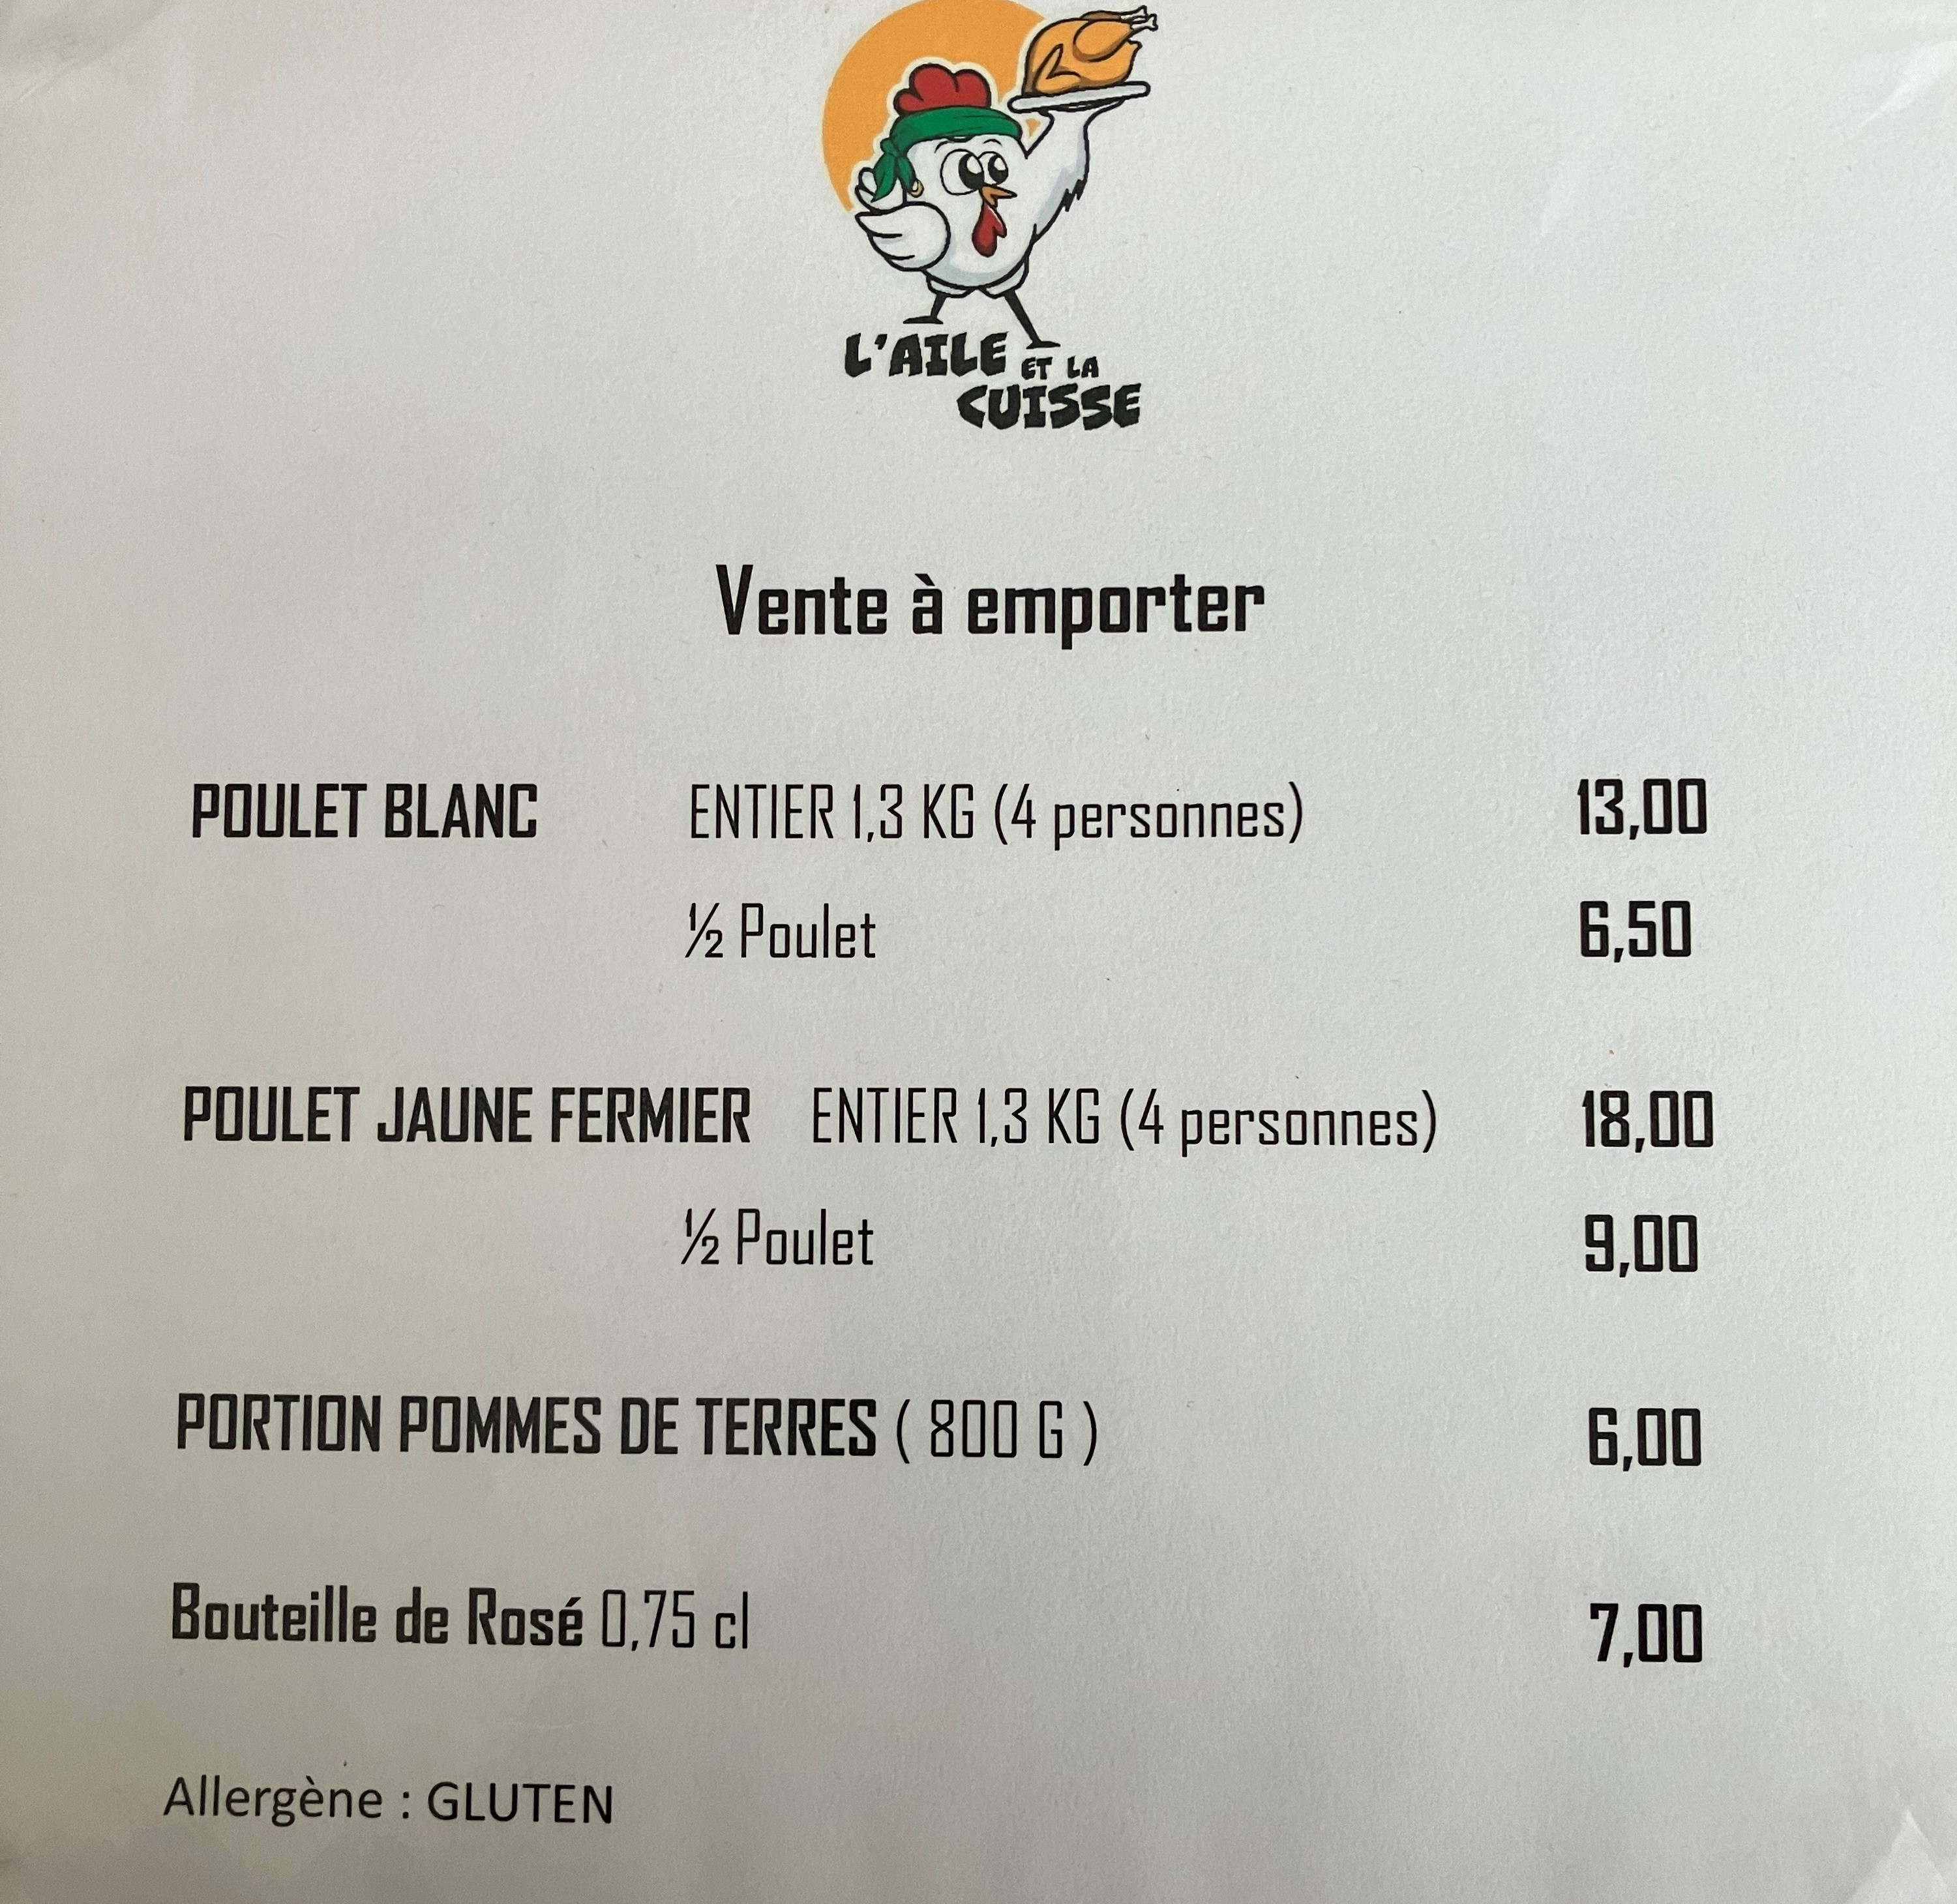 L'AILE ET LA
CUISSE
Vente à emporter
POULET BLANC ENTIER 1,3 KG (4 personnes) 13,00
½ Poulet 6,50
POULET JAUNE FERMIER ENTIER 1,3 KG (4 personnes) 18,00
½ Poulet 9,00
PORTION POMMES DE TERRES ( 800 G ) 6,00
Bouteille de Rosé 0,75 cl 7,00
Allergène : GLUTEN